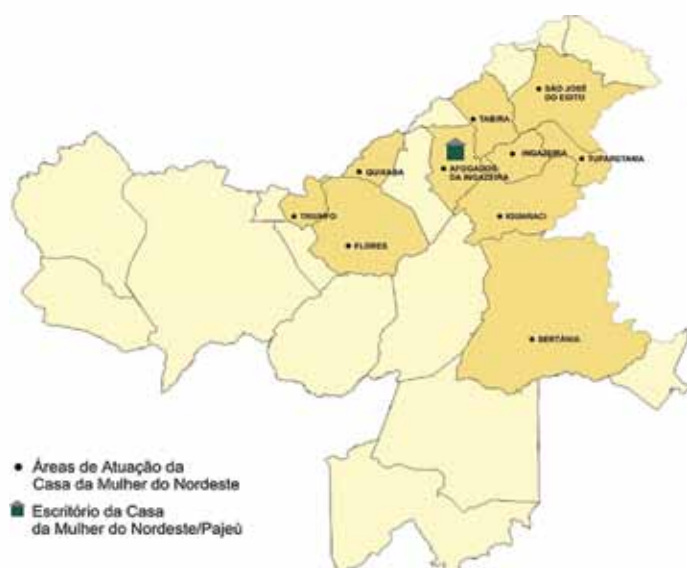 SÃO JOSÉ
DO EGITO
TABIRA
INGAZEIRA
TUPARETAMA
QUIXABA
AFOGADOS
DA INGAZEIRA
TRIUNFO
IGUARACI
FLORES
SERTÂNIA
Áreas de Atuação da
Casa da Mulher do Nordeste
Escritório da Casa
da Mulher do Nordeste/Pajeú